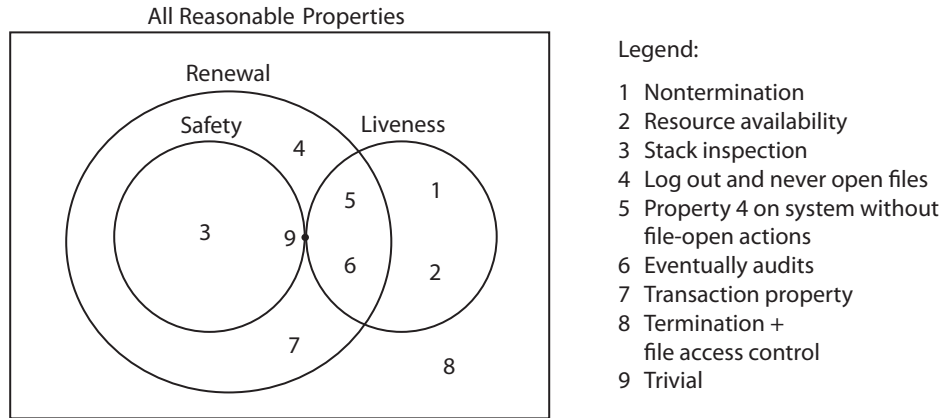 All Reasonable Properties
Renewal
Safety
Liveness
4
5
1
3
9
6
2
7
8
Legend:
1 Nontermination
2 Resource availability
3 Stack inspection
4 Log out and never open files
5 Property 4 on system without
file-open actions
6 Eventually audits
7 Transaction property
8 Termination +
file access control
9 Trivial